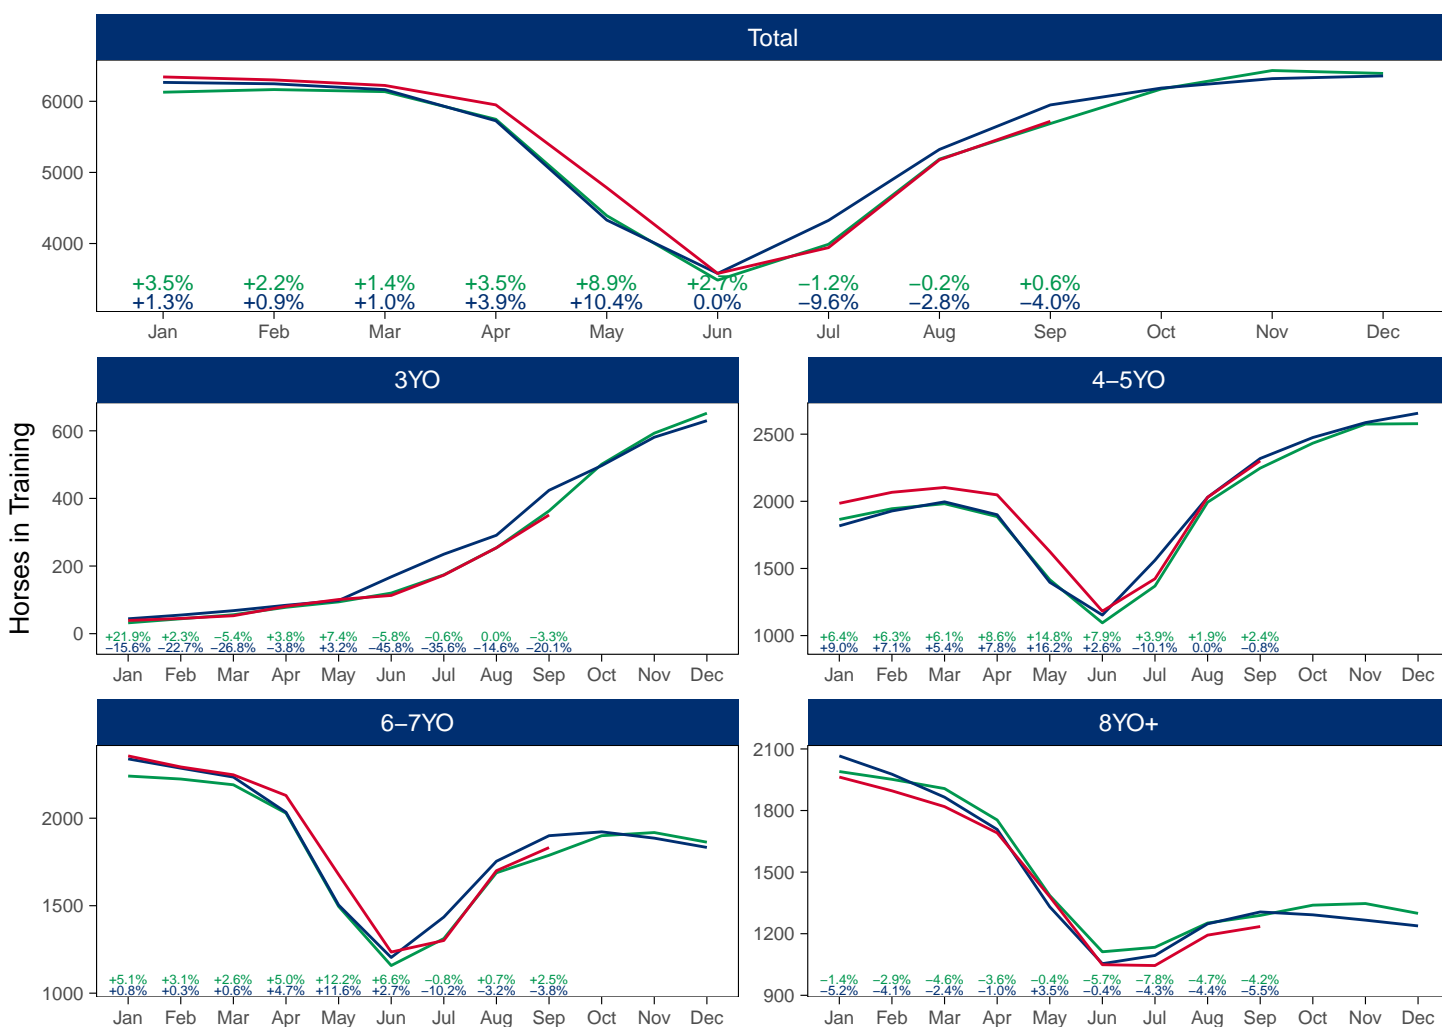 Total
6000
5000
4000
+3.5% +2.2% +1.4% +3.5% +8.9% +2.7% −1.2% −0.2% +0.6%
+1.3% +0.9% +1.0% +3.9% +10.4% 0.0% −9.6% −2.8% −4.0%
Jan Feb Mar Apr May Jun Jul Aug Sep Oct Nov Dec
Horses in Training
3YO
600
400
200
0
+21.9% +2.3% −5.4% +3.8% +7.4% −5.8% −0.6% 0.0% −3.3%
−15.6% −22.7% −26.8% −3.8% +3.2% −45.8% −35.6% −14.6% −20.1%
Jan Feb Mar Apr May Jun Jul Aug Sep Oct Nov Dec
4−5YO
2500
2000
1500
1000
+6.4% +6.3% +6.1% +8.6% +14.8% +7.9% +3.9% +1.9% +2.4%
+9.0% +7.1% +5.4% +7.8% +16.2% +2.6% −10.1% 0.0% −0.8%
Jan Feb Mar Apr May Jun Jul Aug Sep Oct Nov Dec
6−7YO
2000
1500
1000
+5.1% +3.1% +2.6% +5.0% +12.2% +6.6% −0.8% +0.7% +2.5%
+0.8% +0.3% +0.6% +4.7% +11.6% +2.7% −10.2% −3.2% −3.8%
Jan Feb Mar Apr May Jun Jul Aug Sep Oct Nov Dec
8YO+
2100
1800
1500
1200
900
−1.4% −2.9% −4.6% −3.6% −0.4% −5.7% −7.8% −4.7% −4.2%
−5.2% −4.1% −2.4% −1.0% +3.5% −0.4% −4.3% −4.4% −5.5%
Jan Feb Mar Apr May Jun Jul Aug Sep Oct Nov Dec